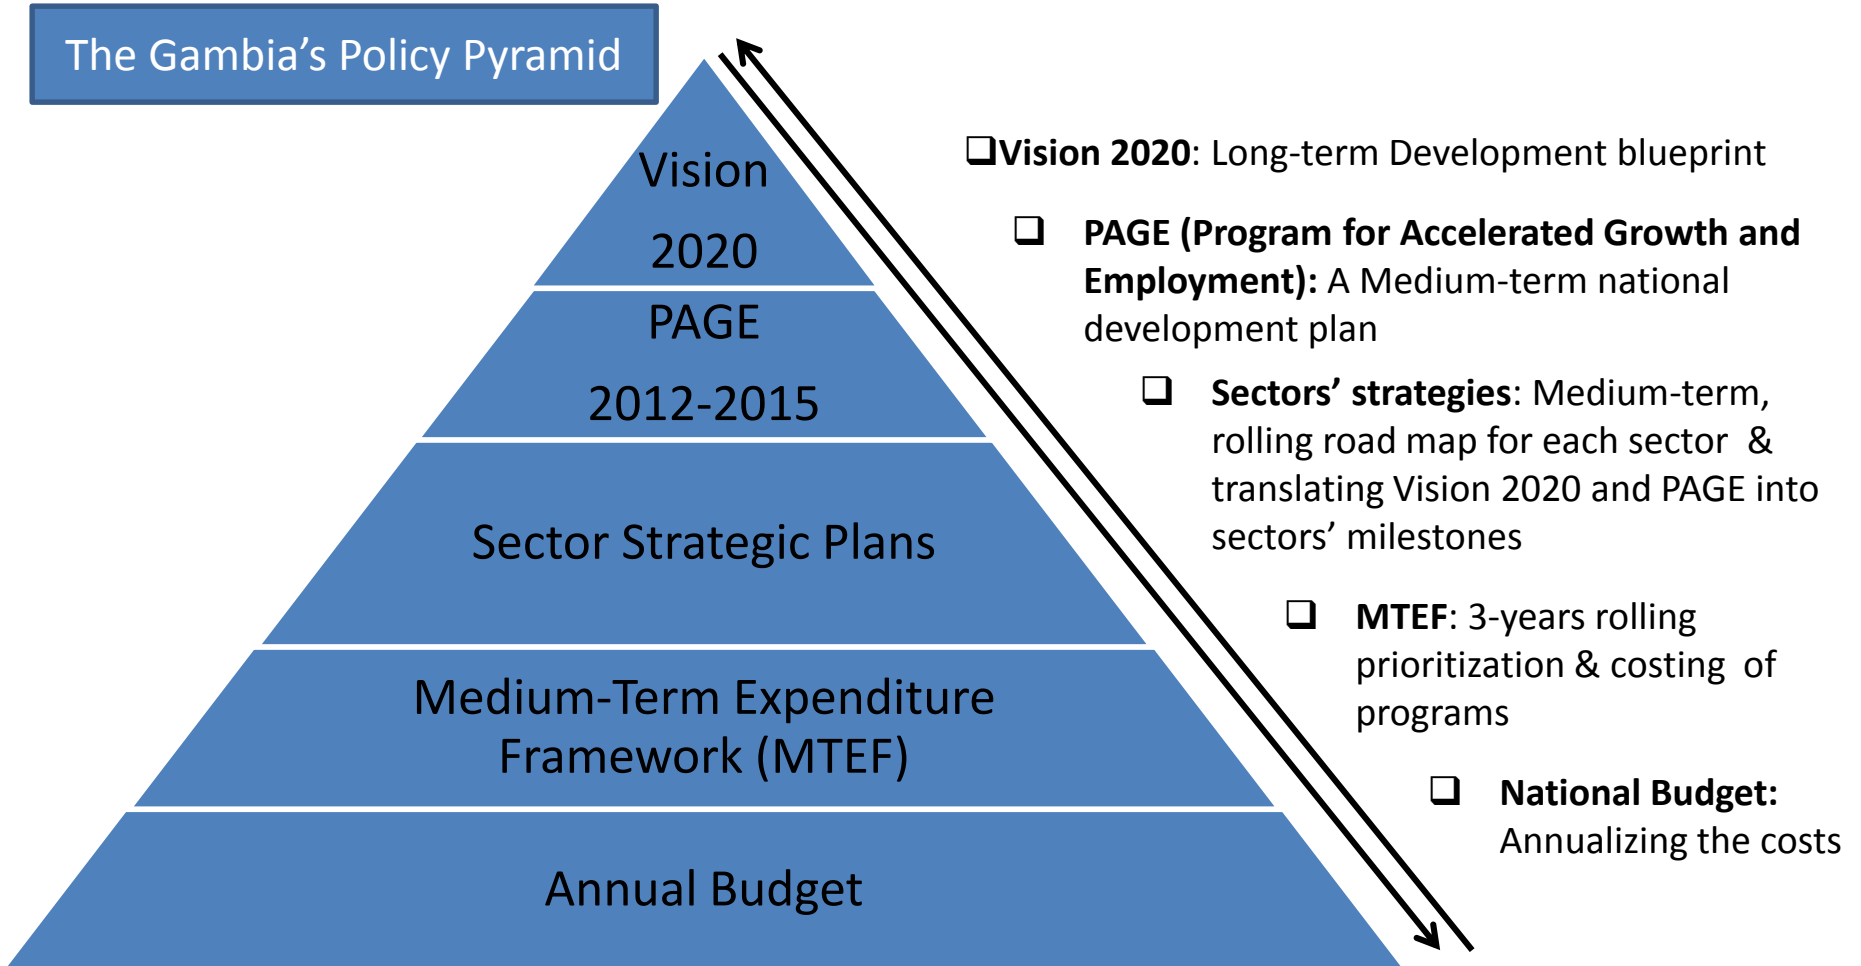 The Gambia’s Policy Pyramid
Vision
2020
PAGE
2012-2015
Sector Strategic Plans
Medium-Term Expenditure
Framework (MTEF)
Annual Budget
❑Vision 2020: Long-term Development blueprint
❑ PAGE (Program for Accelerated Growth and
Employment): A Medium-term national
development plan
❑ Sectors’ strategies: Medium-term,
rolling road map for each sector &
translating Vision 2020 and PAGE into
sectors’ milestones
❑ MTEF: 3-years rolling
prioritization & costing of
programs
❑ National Budget:
Annualizing the costs